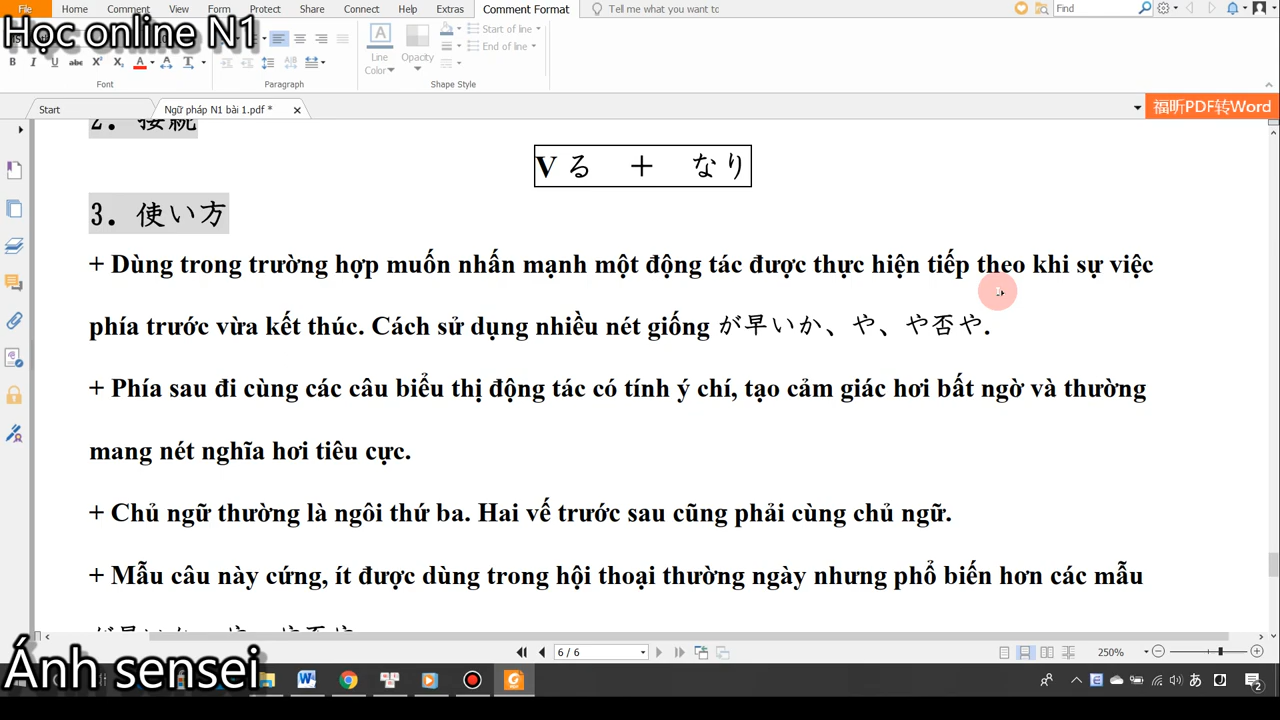 File Home Comment View Form Protect Share Connect Help Extras Comment Format Tell me what you want to Find
Học online N1
Line Color Opacity Start of line End of line
Font Paragraph Shape Style
Start Ngữ pháp N1 bài 1.pdf * 福昕PDF转Word
2. 接続
Vる ＋ なり
3. 使い方
+ Dùng trong trường hợp muốn nhấn mạnh một động tác được thực hiện tiếp theo khi sự việc
phía trước vừa kết thúc. Cách sử dụng nhiều nét giống が早いか、や、や否や.
+ Phía sau đi cùng các câu biểu thị động tác có tính ý chí, tạo cảm giác hơi bất ngờ và thường
mang nét nghĩa hơi tiêu cực.
+ Chủ ngữ thường là ngôi thứ ba. Hai vế trước sau cũng phải cùng chủ ngữ.
+ Mẫu câu này cứng, ít được dùng trong hội thoại thường ngày nhưng phổ biến hơn các mẫu
が早いか、や、や否や
6 / 6 250%
Ánh sensei